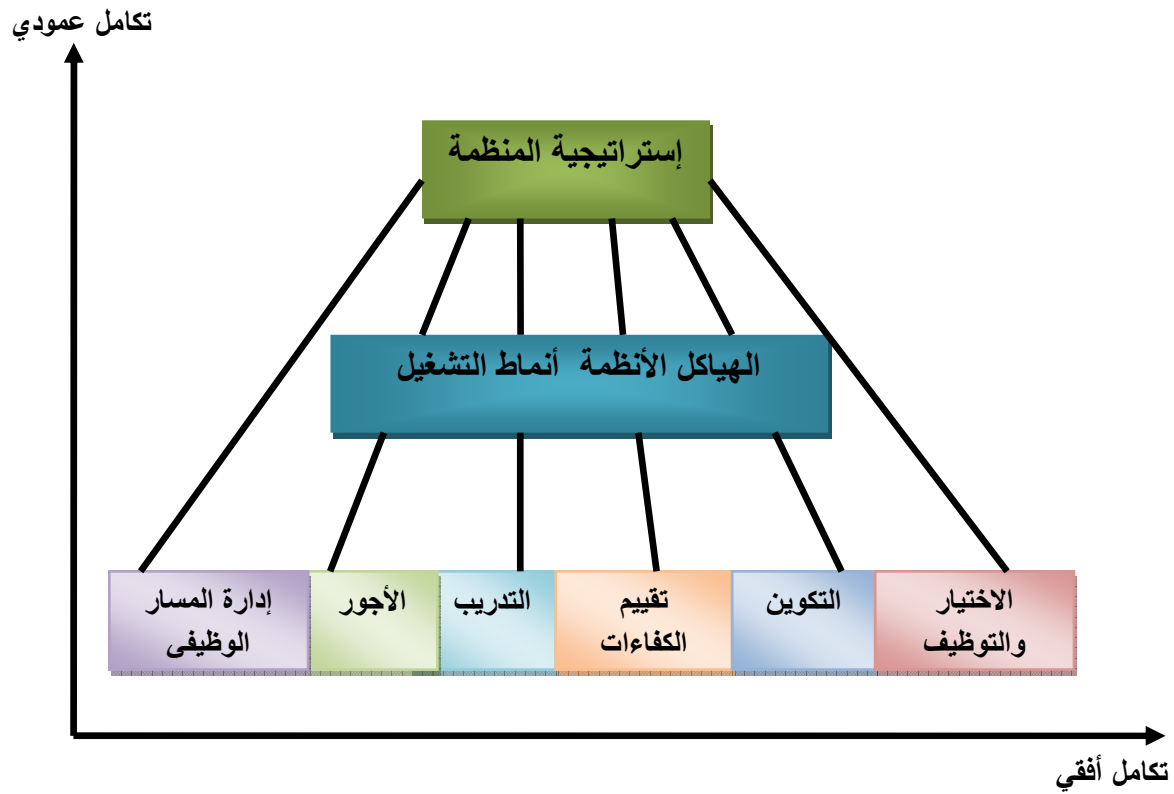 تكامل عمودي
إستراتيجية المنظمة
الهياكل الأنظمة أنماط التشغيل
الاختيار
والتوظيف
التكوين
تقييم
الكفاءات
التدريب
الأجور
إدارة المسار
الوظيفى
تكامل أفقي